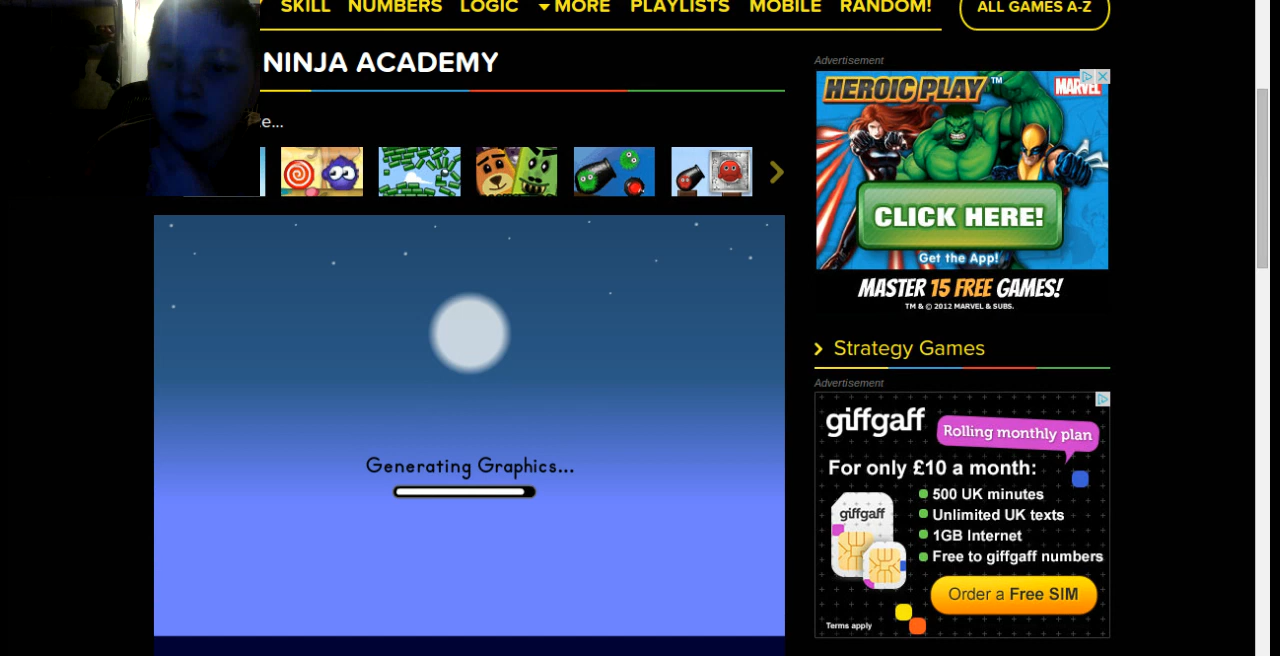 SKILL NUMBERS LOGIC MORE PLAYLISTS MOBILE RANDOM!
ALL GAMES A-Z
NINJA ACADEMY
e...
Advertisement
HEROIC PLAY™
MARVEL
CLICK HERE!
Get the App!
MASTER 15 FREE GAMES!
TM & © 2012 MARVEL & SUBS.
Generating Graphics...
Strategy Games
Advertisement
giffgaff
Rolling monthly plan
For only £10 a month:
giffgaff
500 UK minutes
Unlimited UK texts
1GB Internet
Free to giffgaff numbers
Order a Free SIM
Terms apply